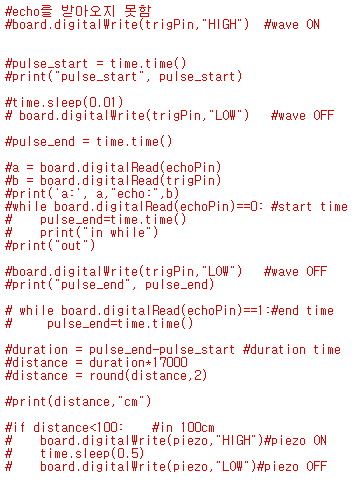 #echo를 받아오지 못함
#board.digitalWrite(trigPin,"HIGH")  #wave ON
#pulse_start = time.time()
#print("pulse_start", pulse_start)
#time.sleep(0.01)
# board.digitalWrite(trigPin,"LOW")   #wave OFF
#pulse_end = time.time()
#a = board.digitalRead(echoPin)
#b = board.digitalRead(trigPin)
#print('a:', a,"echo:",b)
#while board.digitalRead(echoPin)==0: #start time
#    pulse_end=time.time()
#    print("in while")
#print("out")
#board.digitalWrite(trigPin,"LOW")   #wave OFF
#print("pulse_end", pulse_end)
# while board.digitalRead(echoPin)==1:#end time
#     pulse_end=time.time()
#duration = pulse_end-pulse_start #duration time
#distance = duration*17000
#distance = round(distance,2)
#print(distance,"cm")
#if distance<100:    #in 100cm
#    board.digitalWrite(piezo,"HIGH")#piezo ON
#    time.sleep(0.5)
#    board.digitalWrite(piezo,"LOW")#piezo OFF